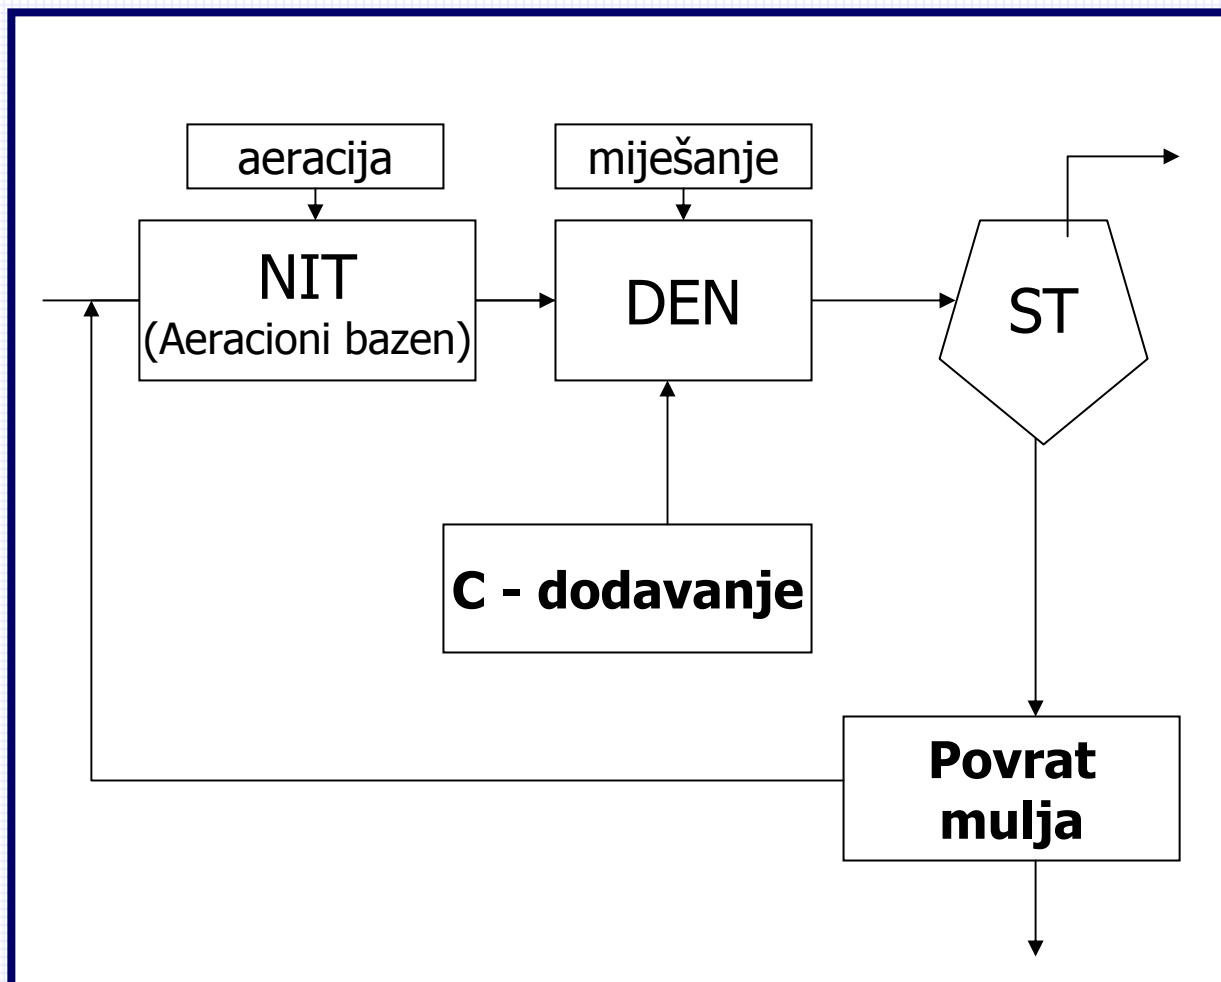 aeracija
miješanje
NIT
(Aeracioni bazen)
DEN
ST
C - dodavanje
Povrat
mulja